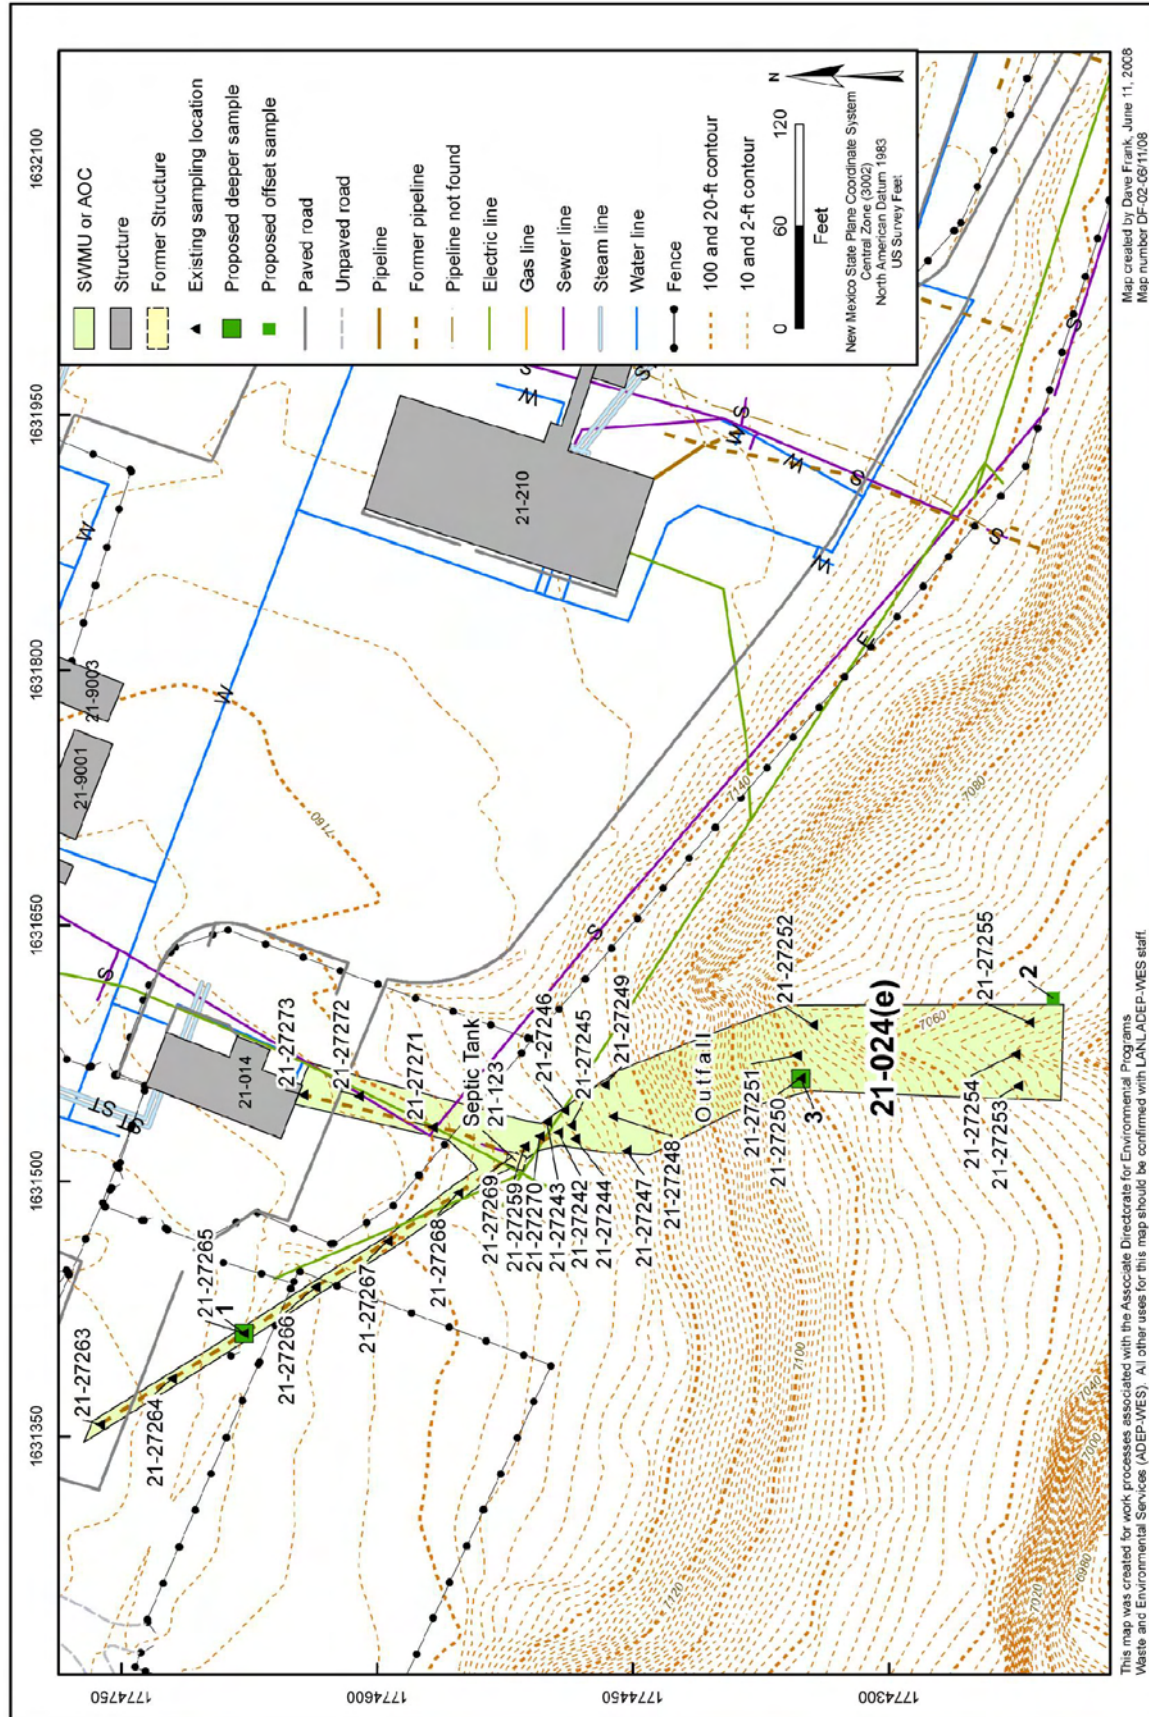 1631350
1631500
1631650
1631800
1631950
1632100
1774750
1774600
1774450
1774300
SWMU or AOC
Structure
Former Structure
Existing sampling location
Proposed deeper sample
Proposed offset sample
Paved road
Unpaved road
Pipeline
Former pipeline
Pipeline not found
Electric line
Gas line
Sewer line
Steam line
Water line
Fence
100 and 20-ft contour
10 and 2-ft contour
0
60
120
Feet
N
New Mexico State Plane Coordinate System
Central Zone (3002)
North American Datum 1983
US Survey Feet
21-27263
21-27264
21-27265
1
21-27266
21-27267
21-27268
21-014
21-27273
21-27272
21-27271
Septic Tank
21-123
21-27269
21-27259
21-27270
21-27243
21-27242
21-27244
21-27247
21-27248
21-27246
21-27245
21-27249
Outfall
21-27252
21-27251
21-27250
3
21-024(e)
21-27255
21-27254
21-27253
2
21-9001
21-9003
21-210
7160
7140
7120
7100
7080
7060
7040
7020
7000
6980
ST
ST
S
S
S
S
S
S
W
W
W
W
W
W
E
This map was created for work processes associated with the Associate Directorate for Environmental Programs
Waste and Environmental Services (ADEP-WES). All other uses for this map should be confirmed with LANL ADEP-WES staff.
Map created by Dave Frank, June 11, 2008
Map number DF-02-06/11/08